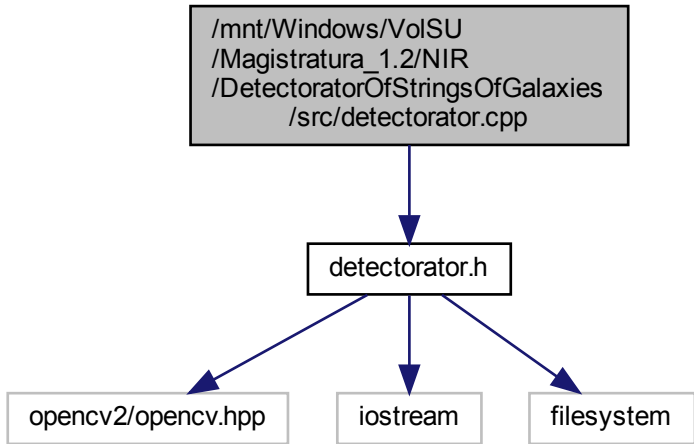 /mnt/Windows/VolSU
/Magistratura_1.2/NIR
/DetectoratorOfStringsOfGalaxies
/src/detectorator.cpp
detectorator.h
opencv2/opencv.hpp
iostream
filesystem